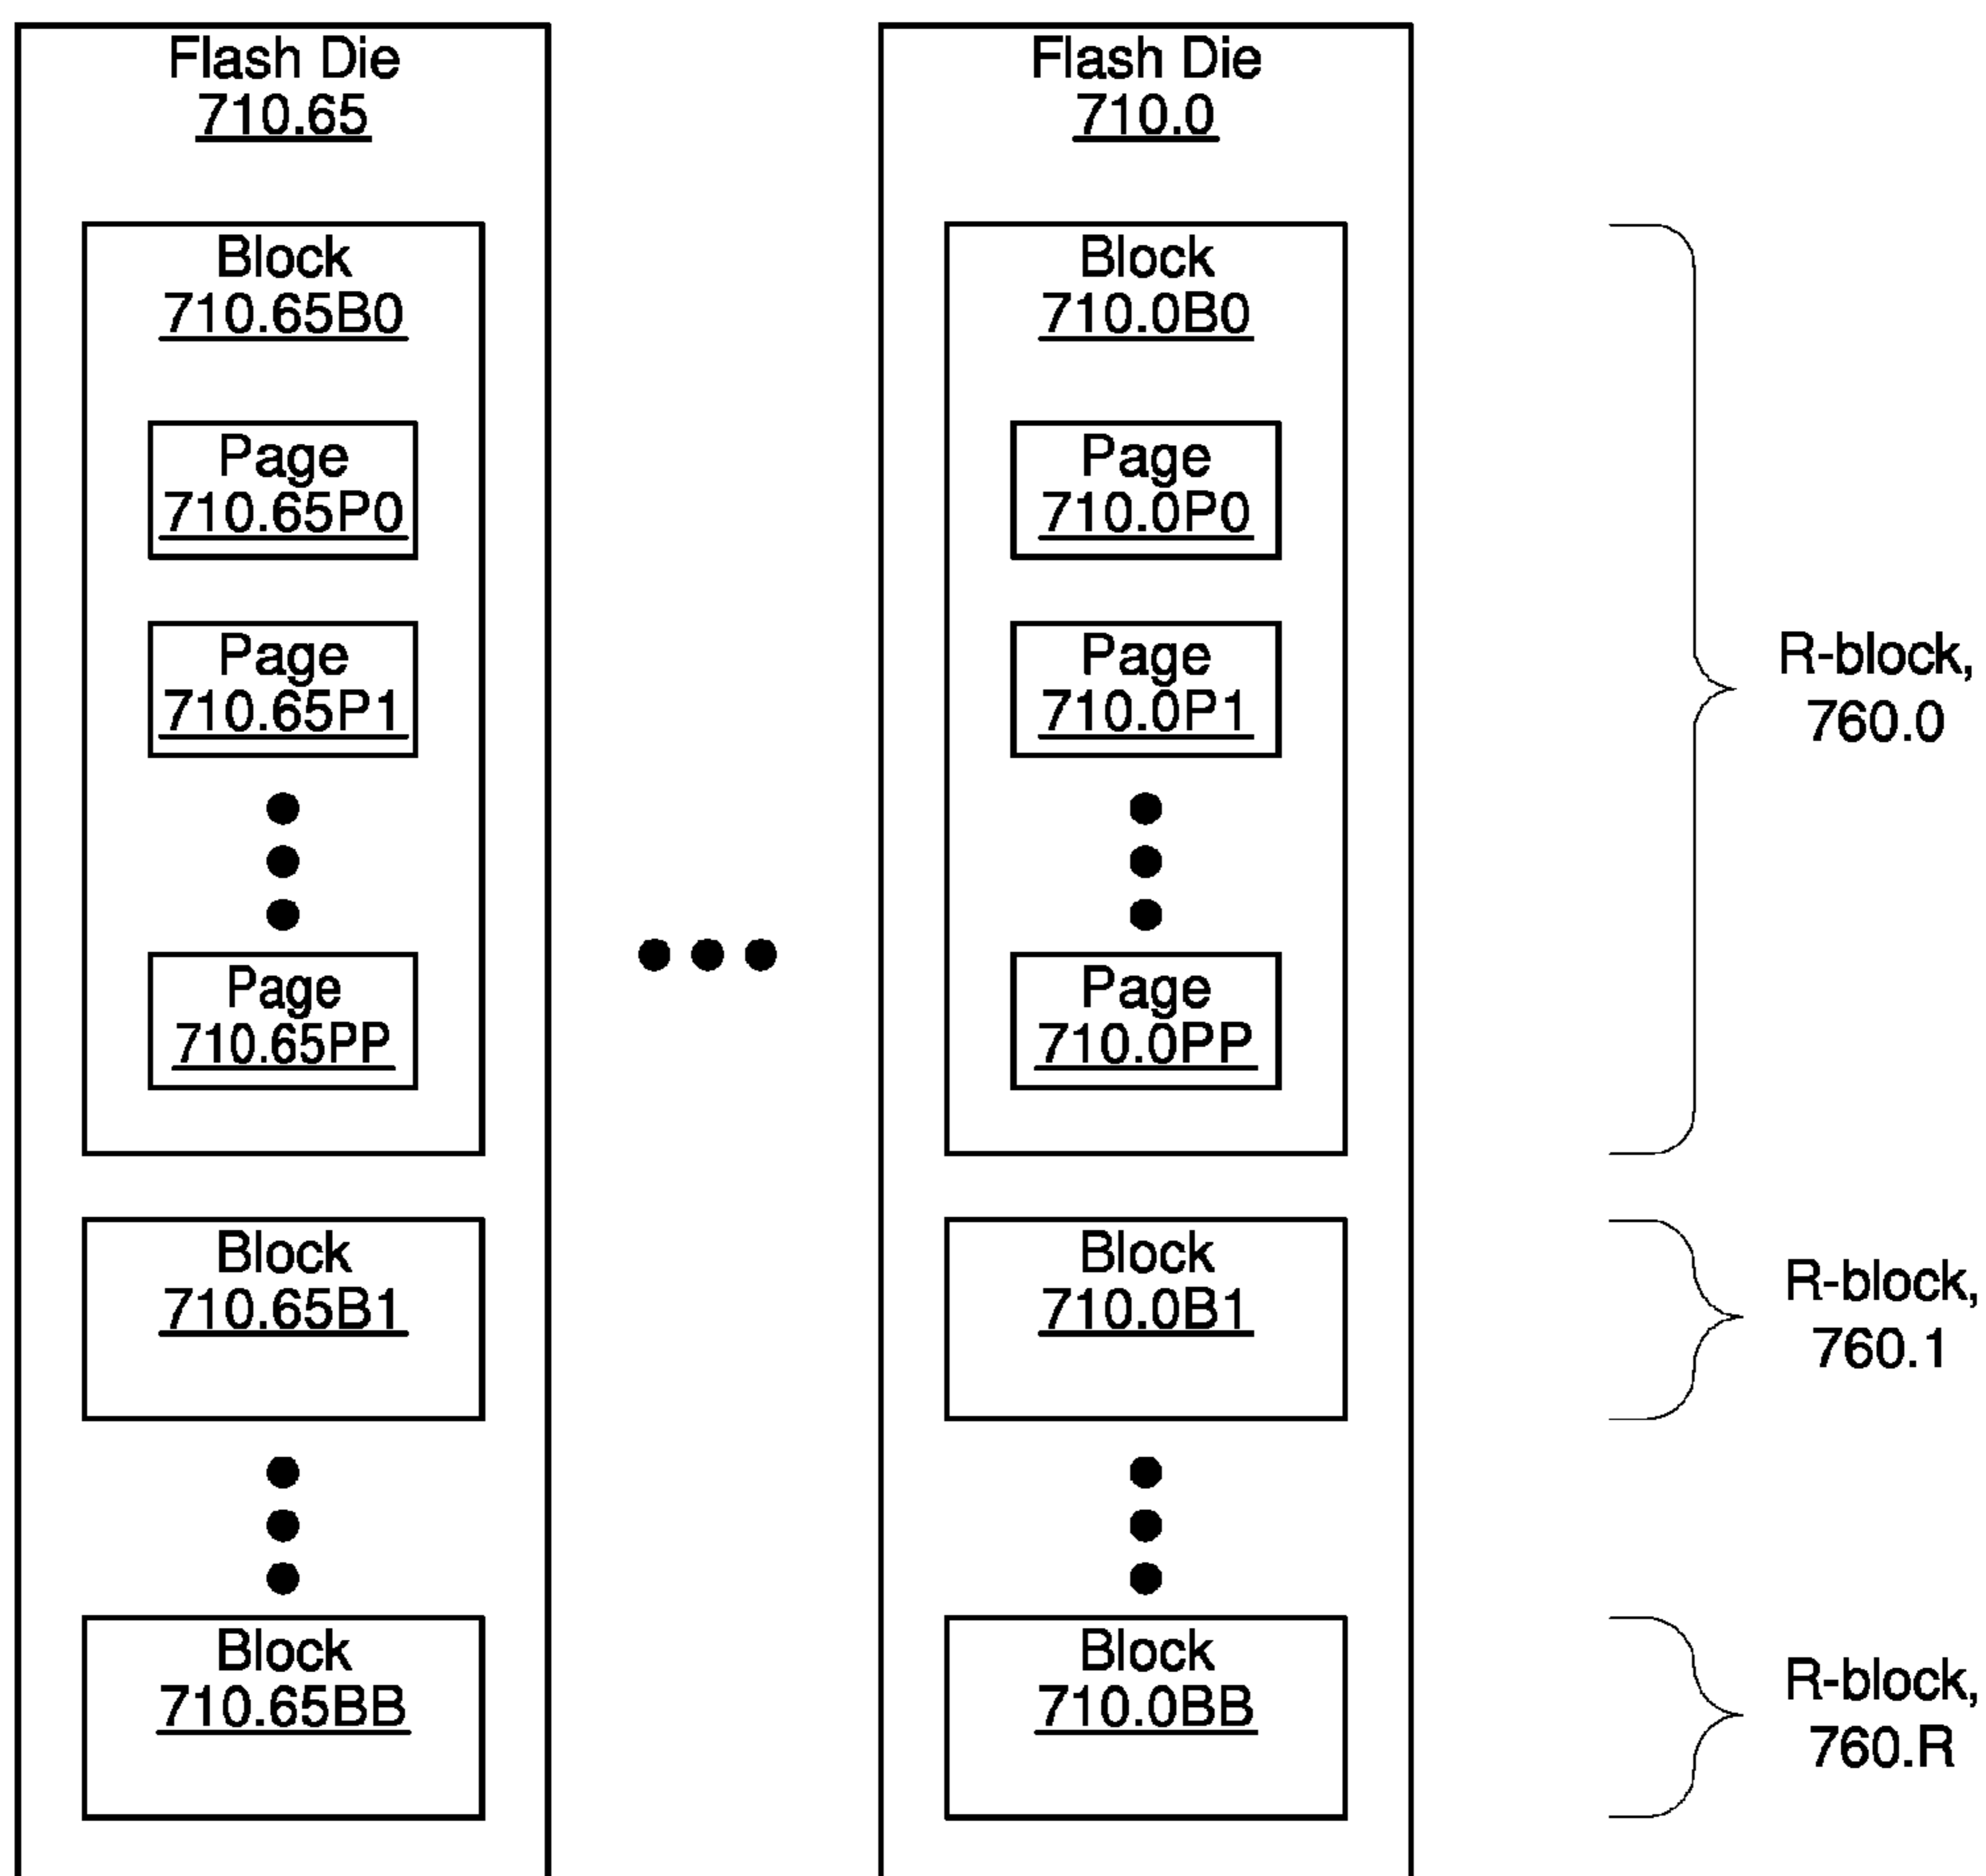 Flash Die
710.65
Block
710.65B0
Page
710.65P0
Page
710.65P1
Page
710.65PP
Block
710.65B1
Block
710.65BB
Flash Die
710.0
Block
710.0B0
Page
710.0P0
Page
710.0P1
Page
710.0PP
Block
710.0B1
Block
710.0BB
R-block,
760.0
R-block,
760.1
R-block,
760.R